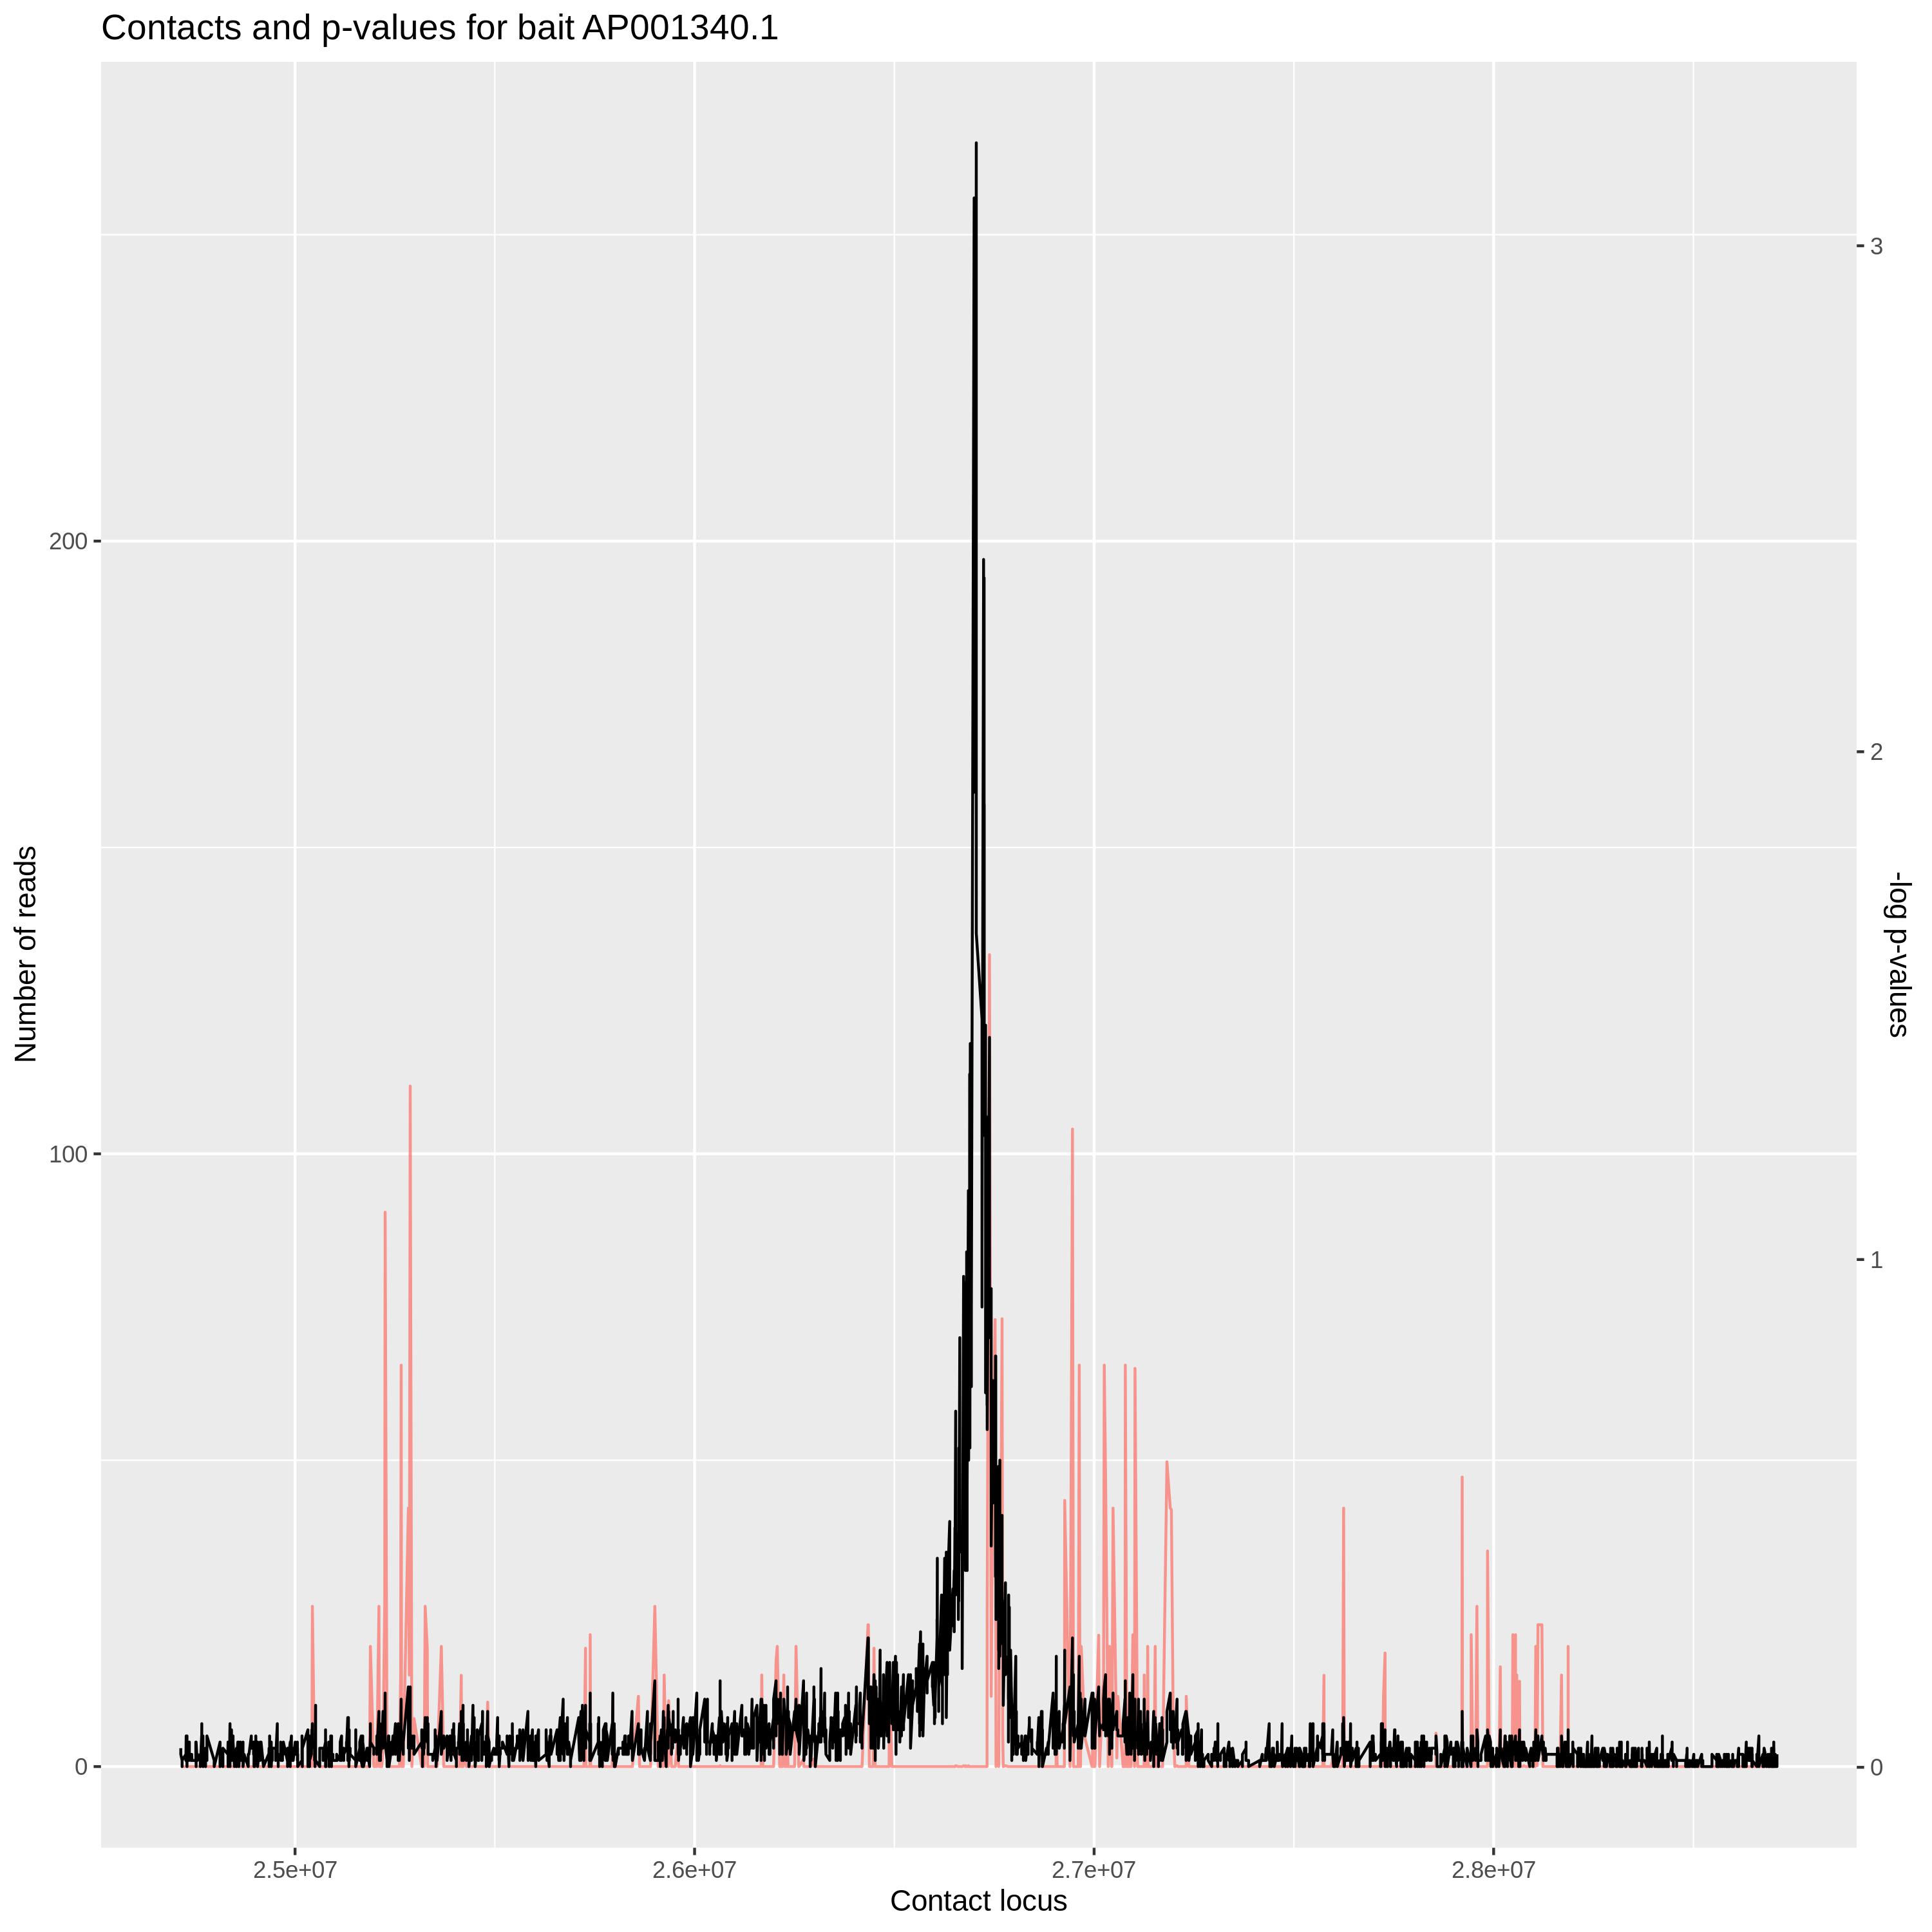 Contacts and p-values for bait AP001340.1
3
200
2
Number of reads
-log p-values
100
1
0
0
2.5e+07
2.6e+07
2.7e+07
2.8e+07
Contact locus